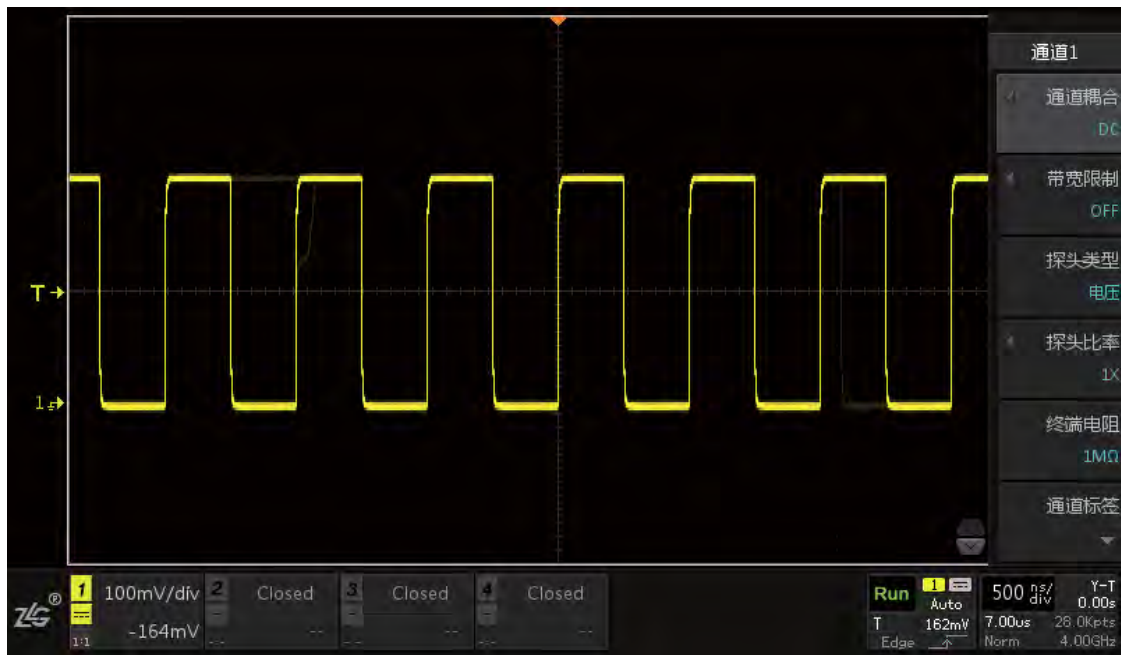 通道1
通道耦合
DC
带宽限制
OFF
探头类型
电压
探头比率
1X
终端电阻
1MΩ
通道标签
T
1
ZLG®
1 100mV/div
-164mV
1:1
2 Closed
--
3 Closed
--
4 Closed
--
Run 1
Auto
T 162mV
Edge
500 ns/div Y-T
0.00s
7.00us 28.0Kpts
Norm 4.00GHz